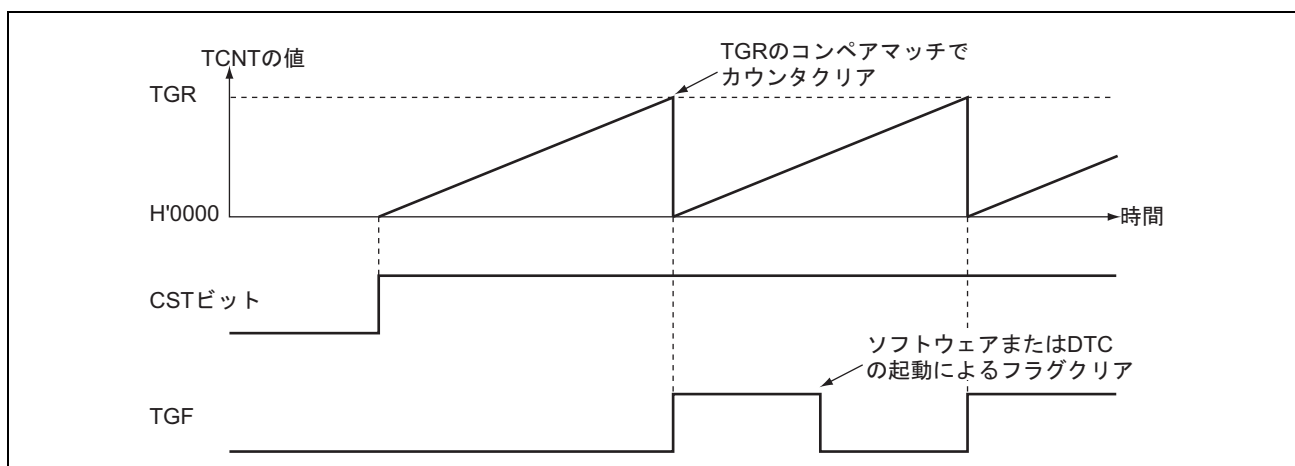 TCNTの値
TGRのコンペアマッチで
カウンタクリア
TGR
H'0000
時間
CSTビット
ソフトウェアまたはDTC
の起動によるフラグクリア
TGF